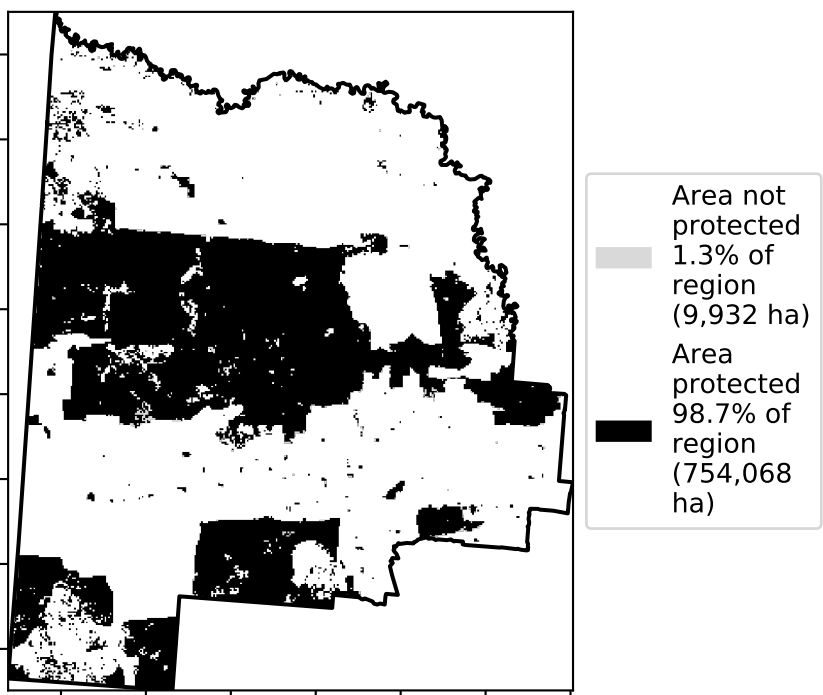 Area not
protected
1.3% of
region
(9,932 ha)
Area
protected
98.7% of
region
(754,068
ha)